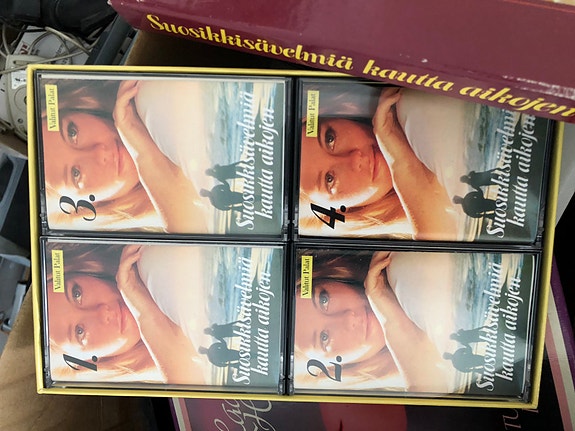 Suosikkisävelmiä kautta aikojen
Valitut Palat
3.
Suosikkisävelmiä
kautta aikojen
Valitut Palat
4.
Suosikkisävelmiä
kautta aikojen
Valitut Palat
1.
Suosikkisävelmiä
kautta aikojen
Valitut Palat
2.
Suosikkisävelmiä
kautta aikojen